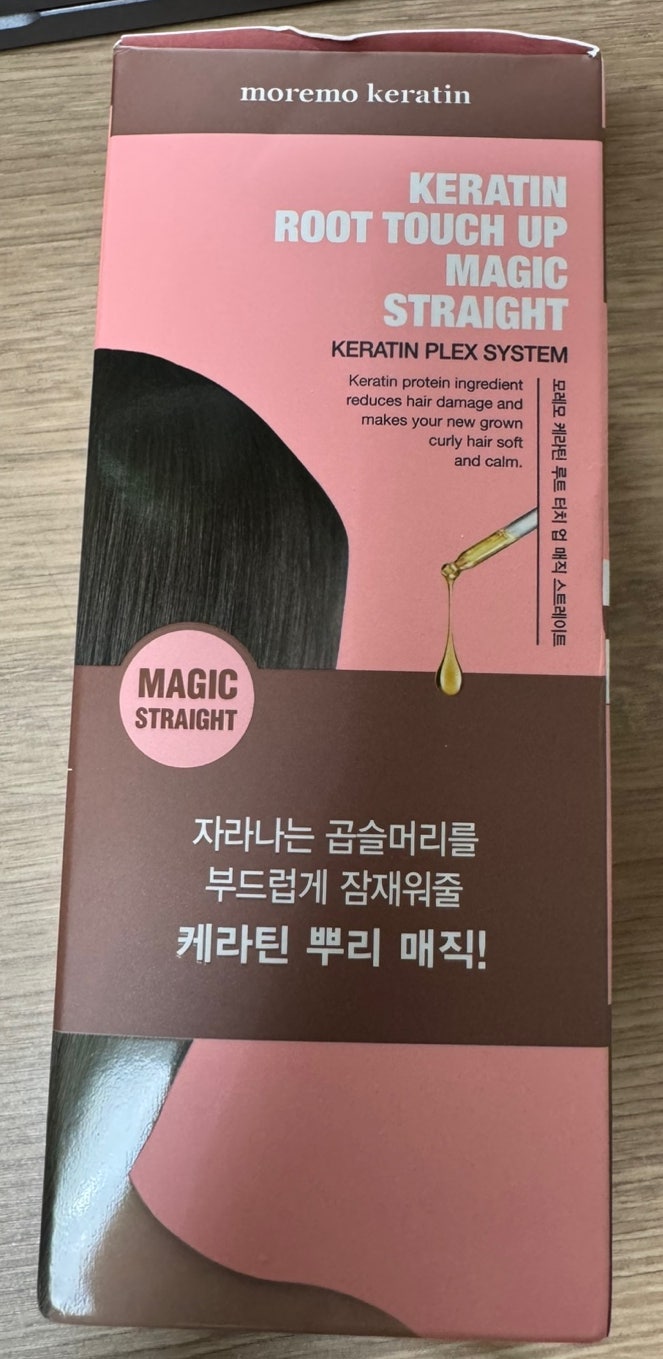 moremo keratin
KERATIN
ROOT TOUCH UP
MAGIC
STRAIGHT
KERATIN PLEX SYSTEM
Keratin protein ingredient
reduces hair damage and
makes your new grown
curly hair soft
and calm.
모레모 케라틴 루트 터치 업 매직 스트레이트
MAGIC
STRAIGHT
자라나는 곱슬머리를
부드럽게 잠재워줄
케라틴 뿌리 매직!